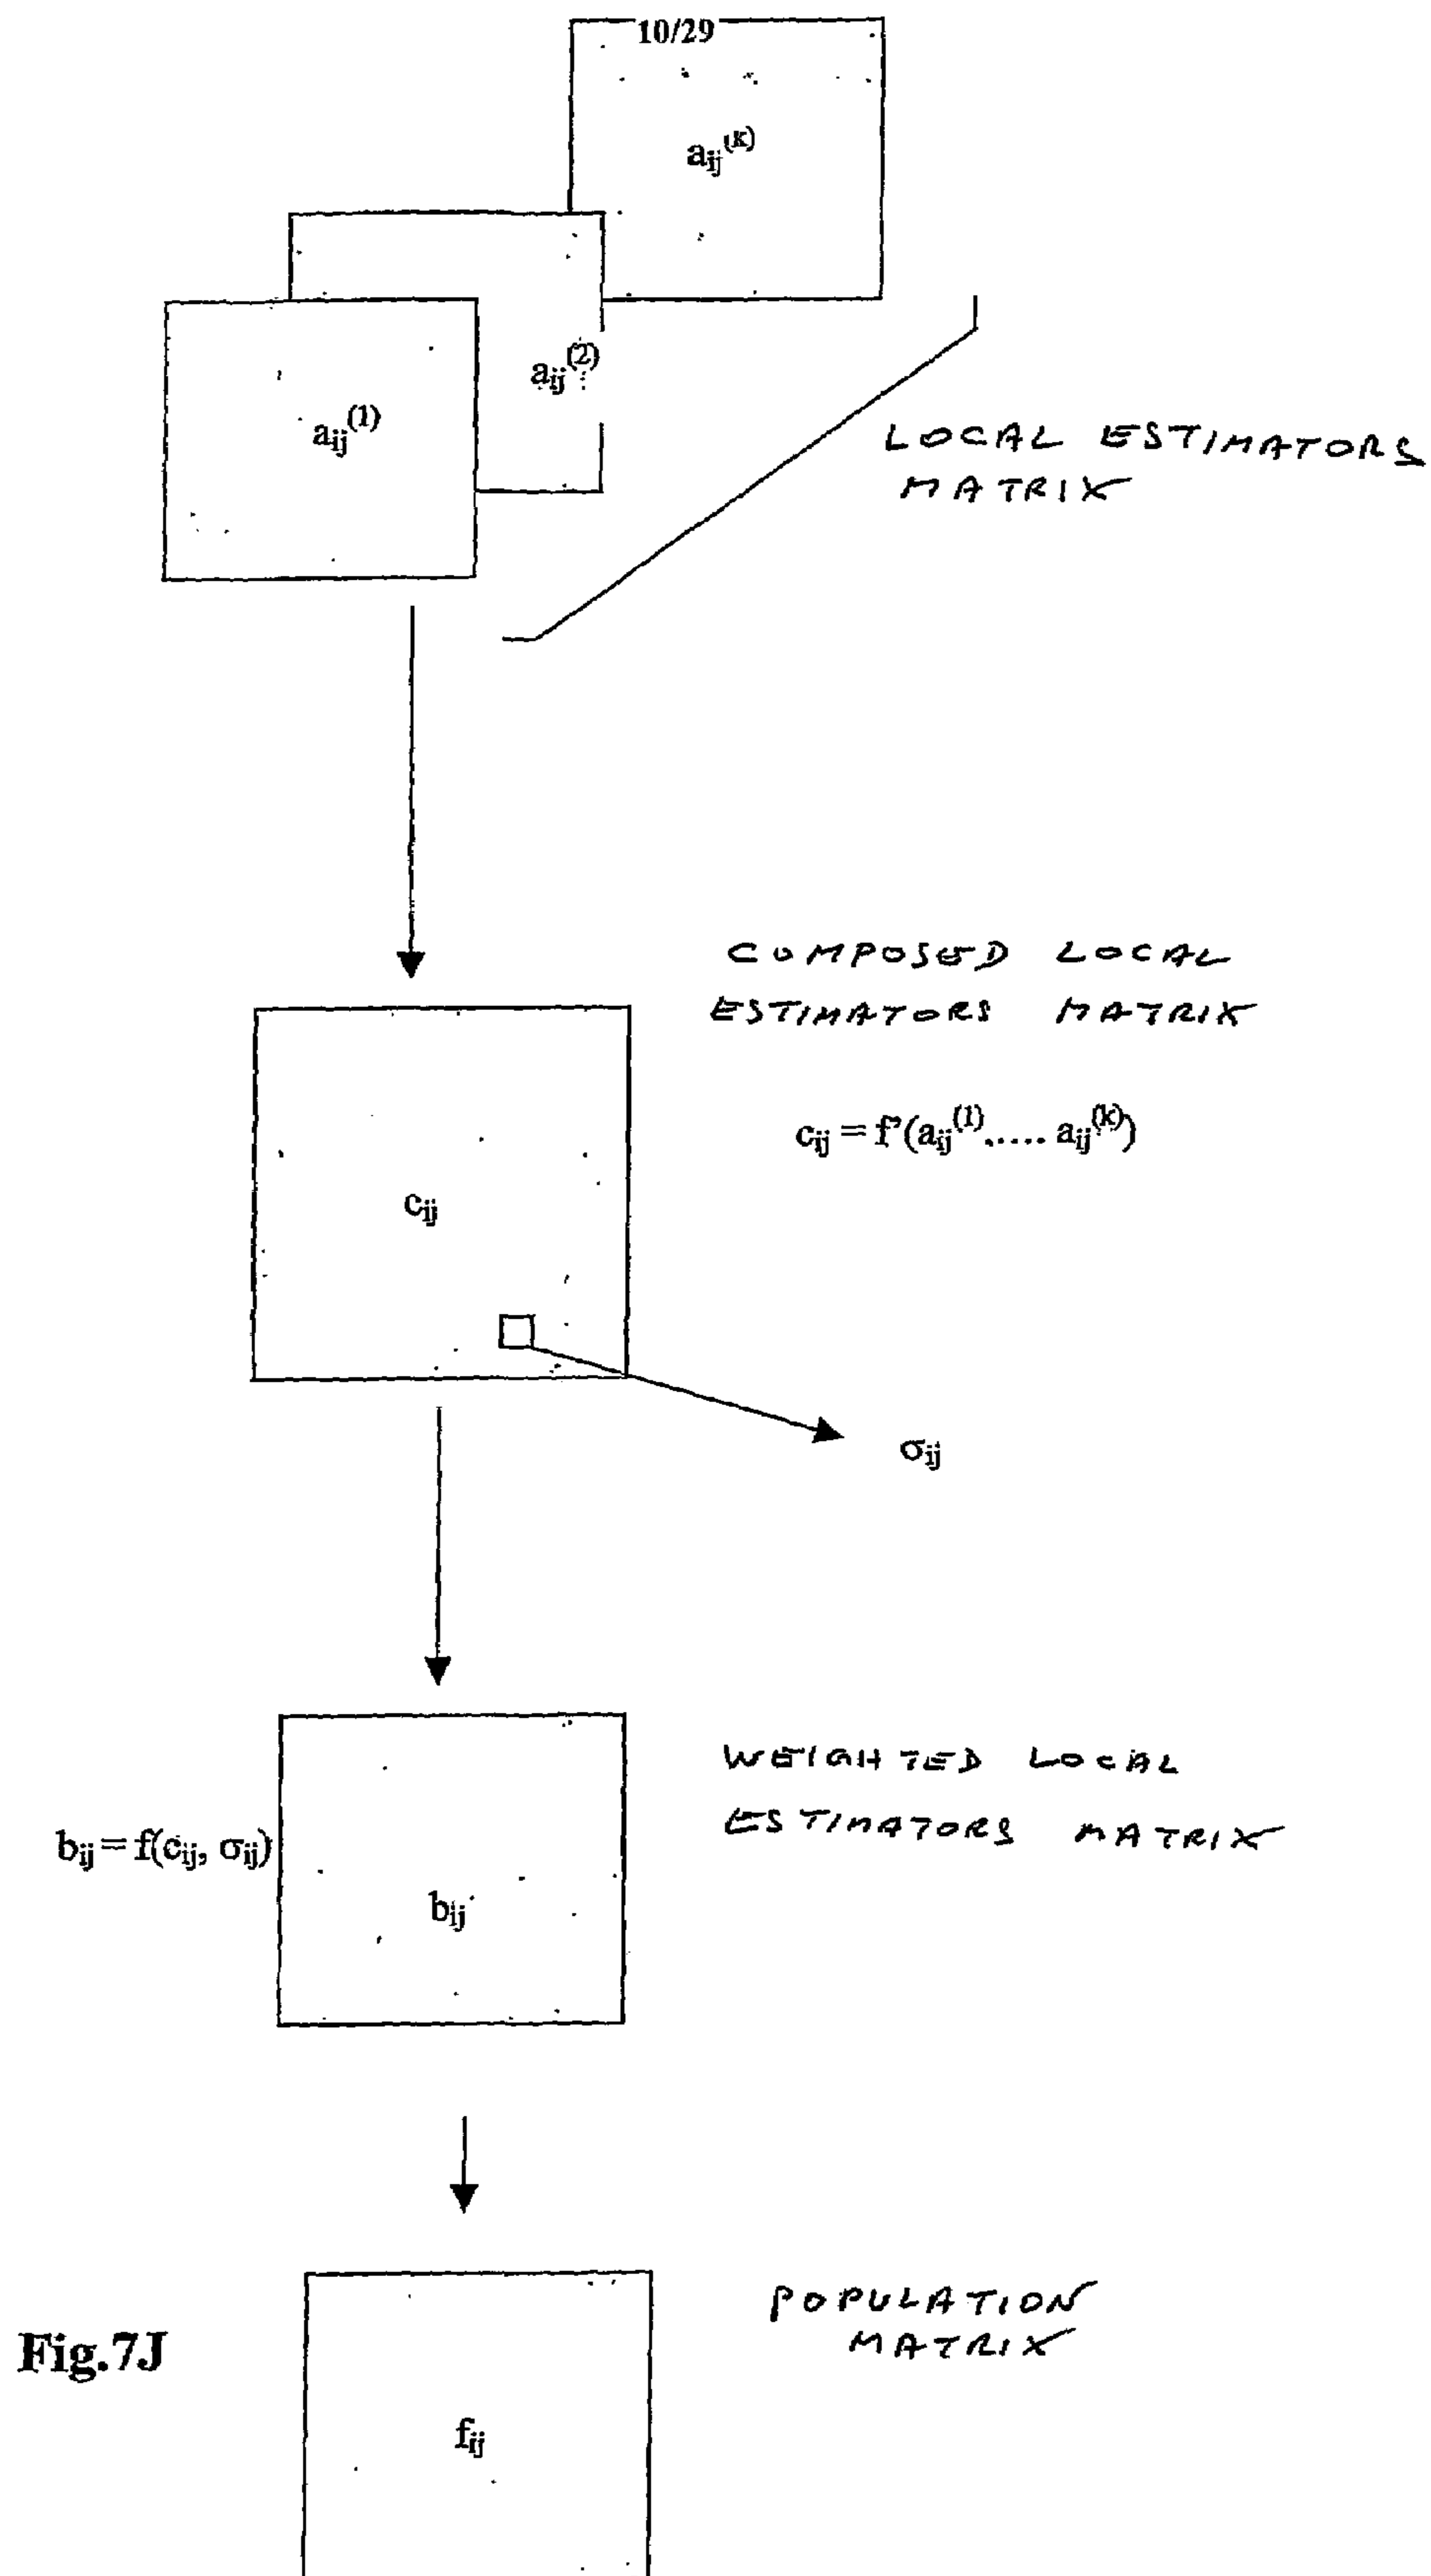 10/29
aᵢⱼ⁽ᵏ⁾
aᵢⱼ⁽²⁾
aᵢⱼ⁽¹⁾
LOCAL ESTIMATORS
MATRIX
COMPOSED LOCAL
ESTIMATORS MATRIX
cᵢⱼ = f'(aᵢⱼ⁽¹⁾..... aᵢⱼ⁽ᵏ⁾)
cᵢⱼ
σᵢⱼ
WEIGHTED LOCAL
ESTIMATORS MATRIX
bᵢⱼ = f(cᵢⱼ, σᵢⱼ)
bᵢⱼ
POPULATION
MATRIX
Fig.7J
fᵢⱼ